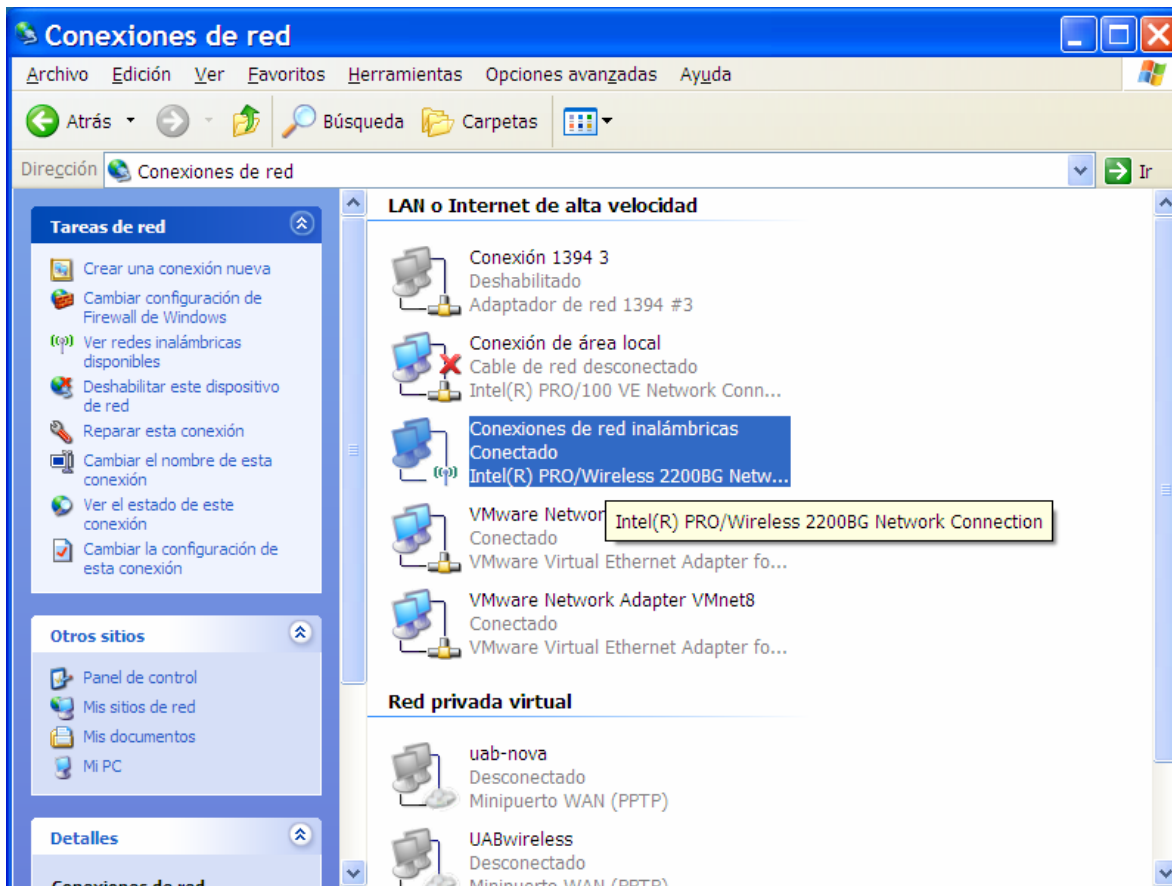 Conexiones de red
Archivo Edición Ver Favoritos Herramientas Opciones avanzadas Ayuda
Atrás Búsqueda Carpetas
Dirección Conexiones de red Ir
Tareas de red
Crear una conexión nueva
Cambiar configuración de
Firewall de Windows
Ver redes inalámbricas
disponibles
Deshabilitar este dispositivo
de red
Reparar esta conexión
Cambiar el nombre de esta
conexión
Ver el estado de este
conexión
Cambiar la configuración de
esta conexión
Otros sitios
Panel de control
Mis sitios de red
Mis documentos
Mi PC
Detalles
Conexiones de red
LAN o Internet de alta velocidad
Conexión 1394 3
Deshabilitado
Adaptador de red 1394 #3
Conexión de área local
Cable de red desconectado
Intel(R) PRO/100 VE Network Conn...
Conexiones de red inalámbricas
Conectado
Intel(R) PRO/Wireless 2200BG Netw...
Intel(R) PRO/Wireless 2200BG Network Connection
VMware
Conectado
VMware Virtual Ethernet Adapter fo...
VMware Network Adapter VMnet8
Conectado
VMware Virtual Ethernet Adapter fo...
Red privada virtual
uab-nova
Desconectado
Minipuerto WAN (PPTP)
UABwireless
Desconectado
Minipuerto WAN (PPTP)